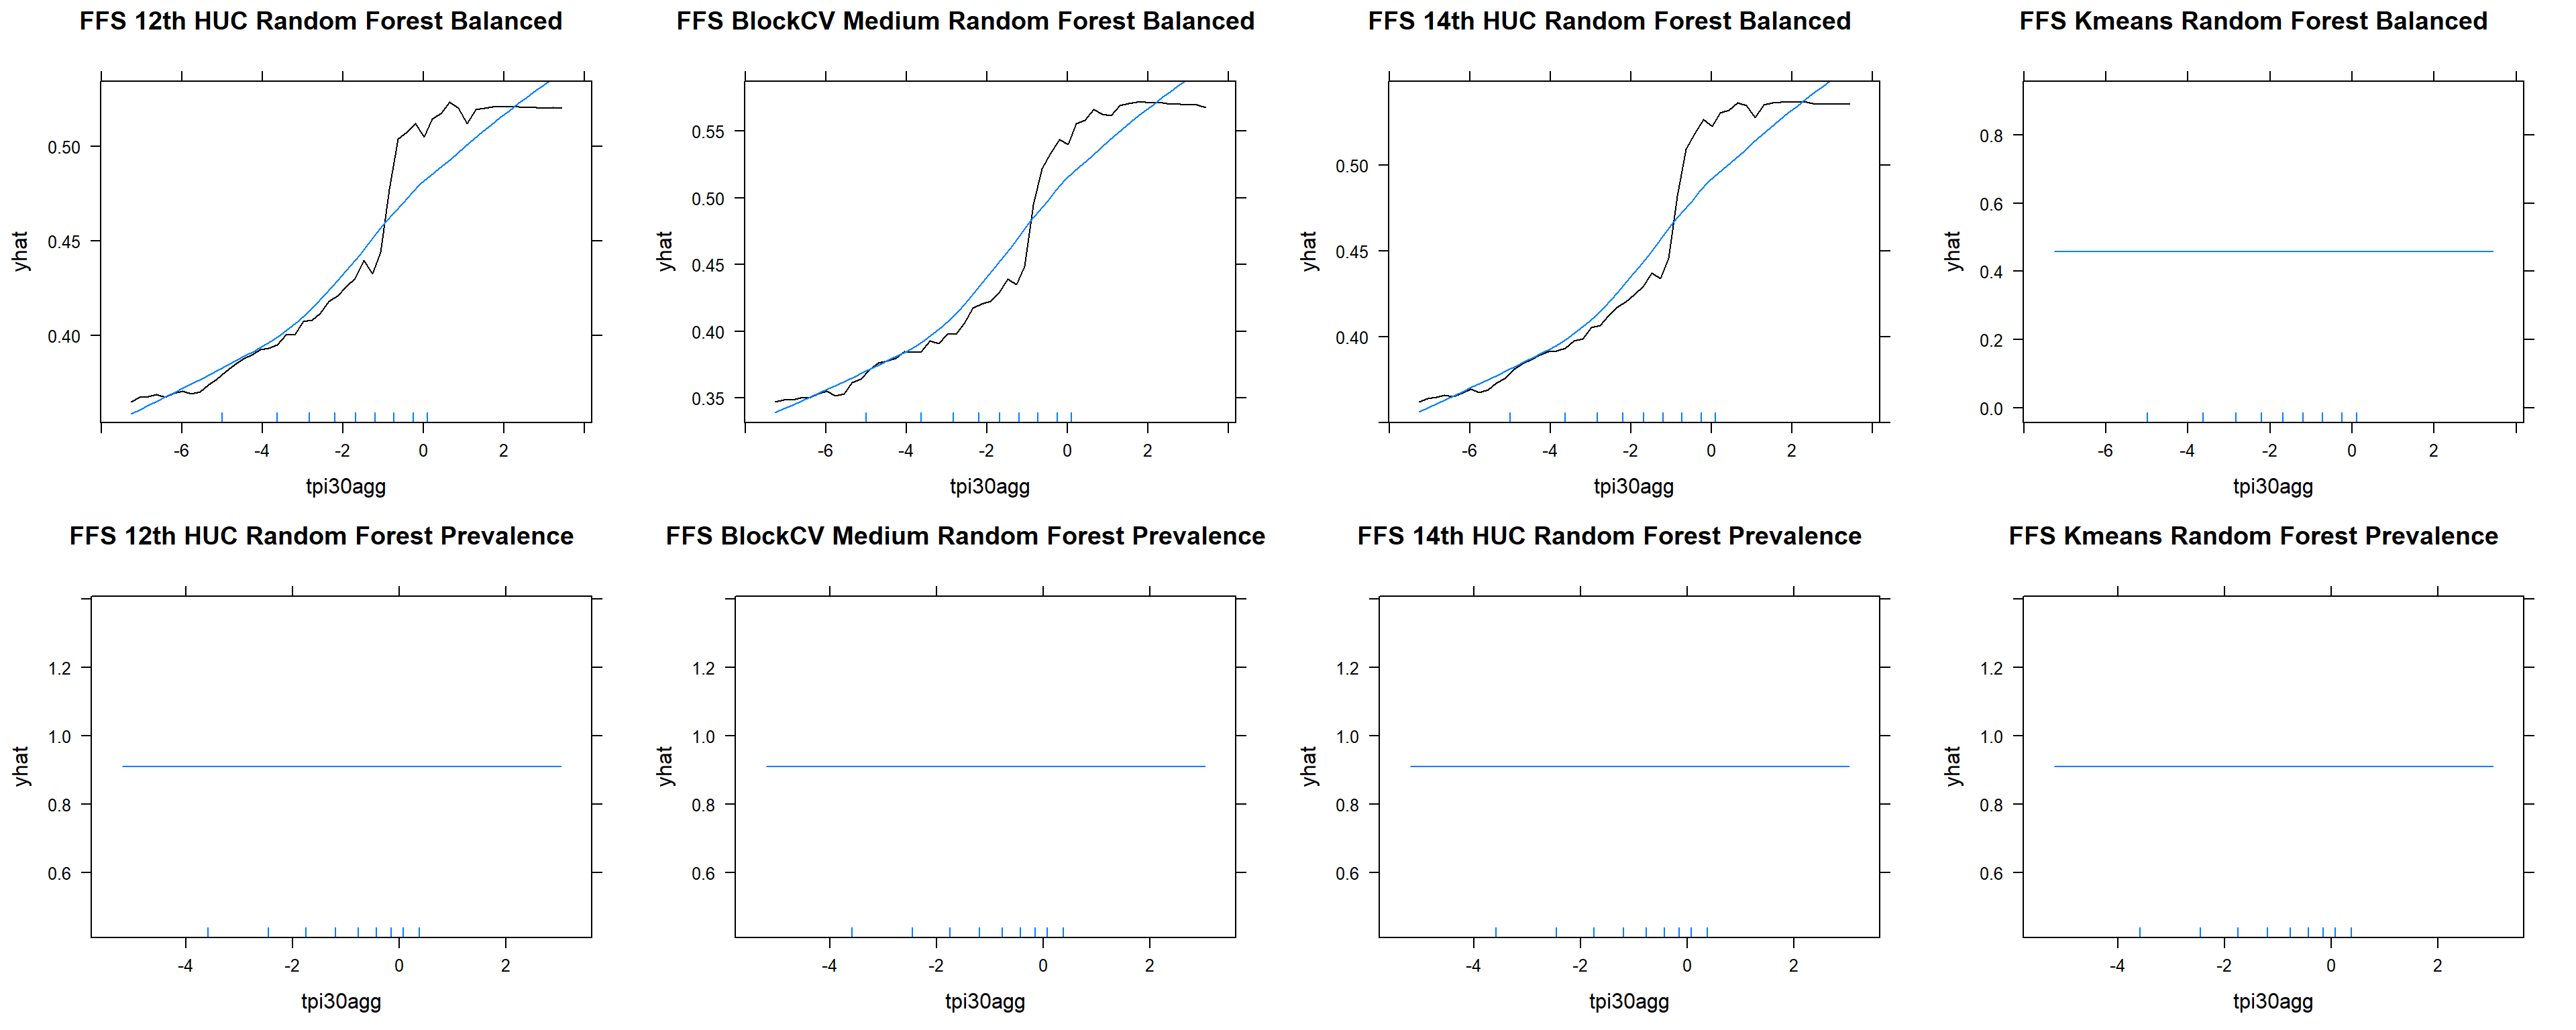 FFS 12th HUC Random Forest Balanced
yhat
0.50
0.45
0.40
-6 -4 -2 0 2
tpi30agg
FFS BlockCV Medium Random Forest Balanced
yhat
0.55
0.50
0.45
0.40
0.35
-6 -4 -2 0 2
tpi30agg
FFS 14th HUC Random Forest Balanced
yhat
0.50
0.45
0.40
-6 -4 -2 0 2
tpi30agg
FFS Kmeans Random Forest Balanced
yhat
0.8
0.6
0.4
0.2
0.0
-6 -4 -2 0 2
tpi30agg
FFS 12th HUC Random Forest Prevalence
yhat
1.2
1.0
0.8
0.6
-4 -2 0 2
tpi30agg
FFS BlockCV Medium Random Forest Prevalence
yhat
1.2
1.0
0.8
0.6
-4 -2 0 2
tpi30agg
FFS 14th HUC Random Forest Prevalence
yhat
1.2
1.0
0.8
0.6
-4 -2 0 2
tpi30agg
FFS Kmeans Random Forest Prevalence
yhat
1.2
1.0
0.8
0.6
-4 -2 0 2
tpi30agg